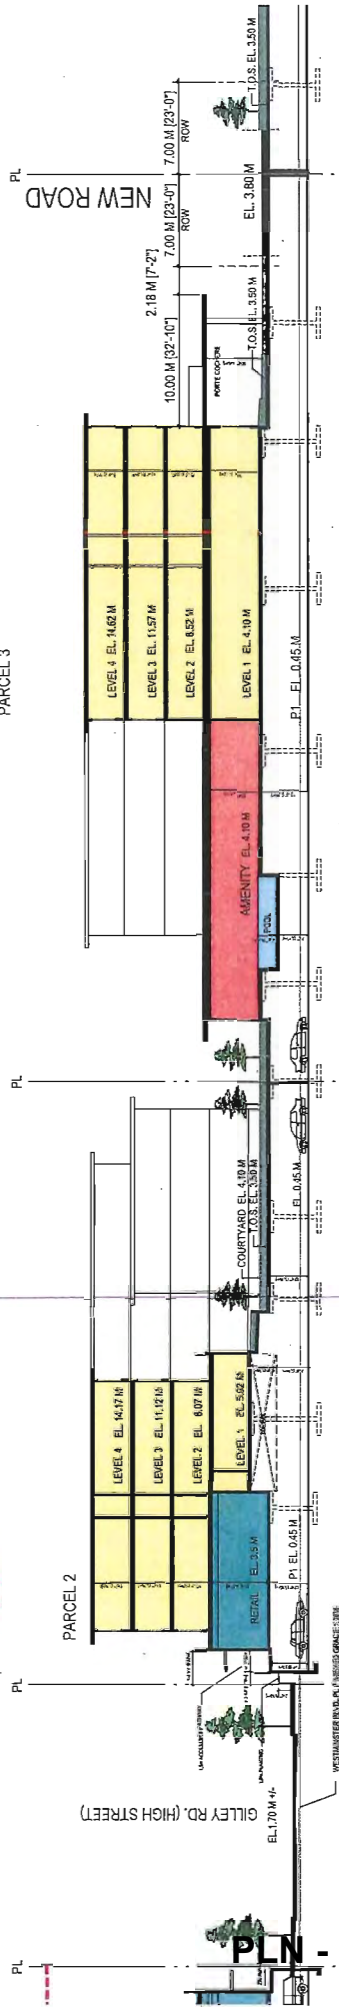 PARCEL 3
PL
NEW ROAD
7.00 M [23'-0"]
ROW
7.00 M [23'-0"]
ROW
2.18 M [7'-2"]
10.00 M [32'-10"]
T.O.S. EL. 3.50 M
EL. 3.80 M
T.O.S. EL. 3.50 M
PORTE COCHERE
LEVEL 4 EL. 14.62 M
LEVEL 3 EL. 11.57 M
LEVEL 2 EL. 8.52 M
LEVEL 1 EL. 4.10 M
P.1 EL. 0.45 M
AMENITY EL. 4.10 M
POOL
PL
COURTYARD EL. 4.10 M
T.O.S. EL. 3.50 M
EL. 0.45 M
PARCEL 2
LEVEL 4 EL. 14.17 M
LEVEL 3 EL. 11.12 M
LEVEL 2 EL. 8.07 M
LEVEL 1 EL. 5.02 M
RETAIL EL. 3.5 M
P1 EL. 0.45 M
PL
GILLEY RD. (HIGH STREET)
EL. 1.70 M +/-
PL
PLN -